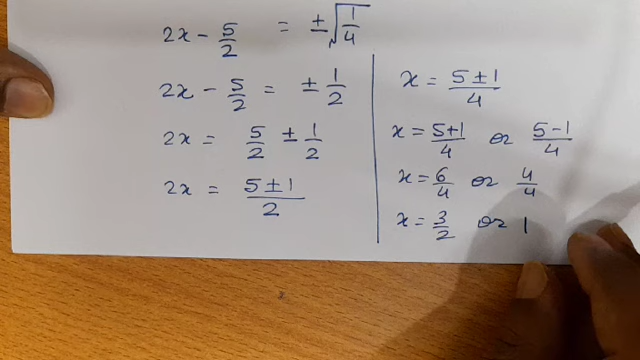 2x - 5/2 = ±√(1/4)
2x - 5/2 = ± 1/2
2x = 5/2 ± 1/2
2x = (5 ± 1)/2
x = (5 ± 1)/4
x = (5+1)/4 or (5-1)/4
x = 6/4 or 4/4
x = 3/2 or 1